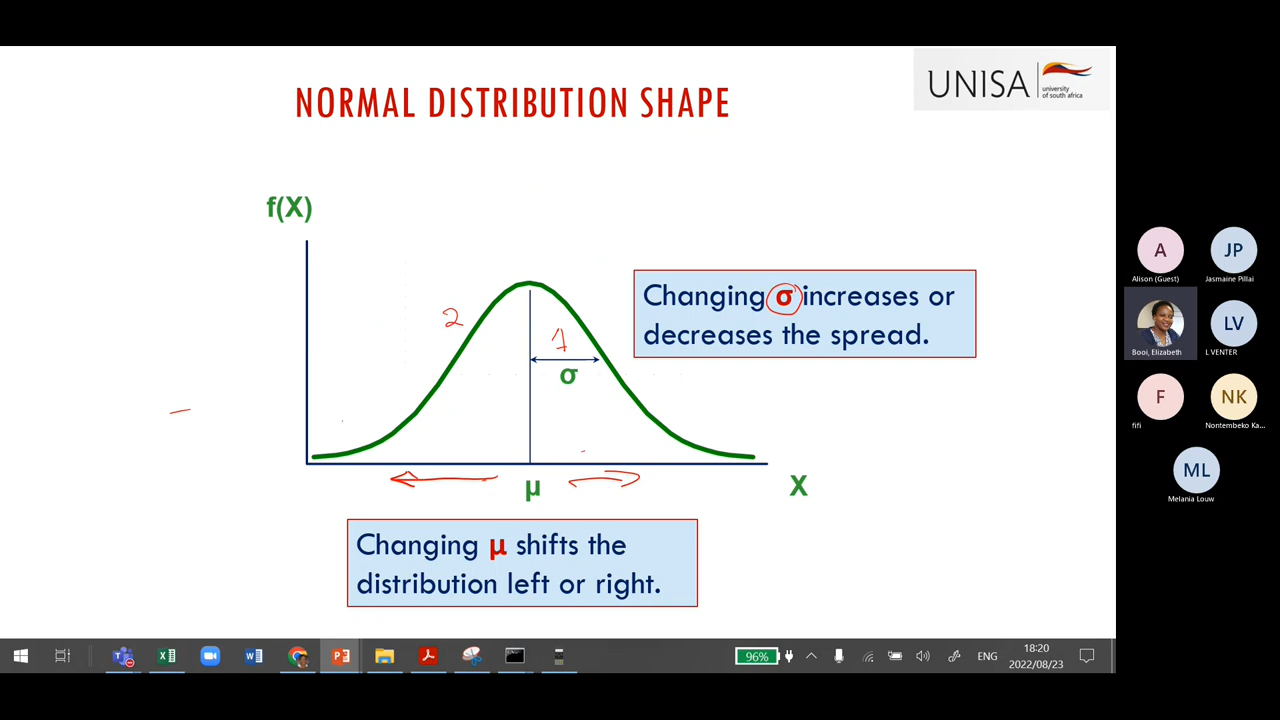 NORMAL DISTRIBUTION SHAPE
UNISA
university
of south africa
f(X)
2
1
σ
Changing σ increases or
decreases the spread.
μ
X
Changing μ shifts the
distribution left or right.
A
Alison (Guest)
JP
Jasmaine Pillai
Booi, Elizabeth
LV
L VENTER
F
fifi
NK
Nontembeko Ka...
ML
Melania Louw
96%
ENG
18:20
2022/08/23